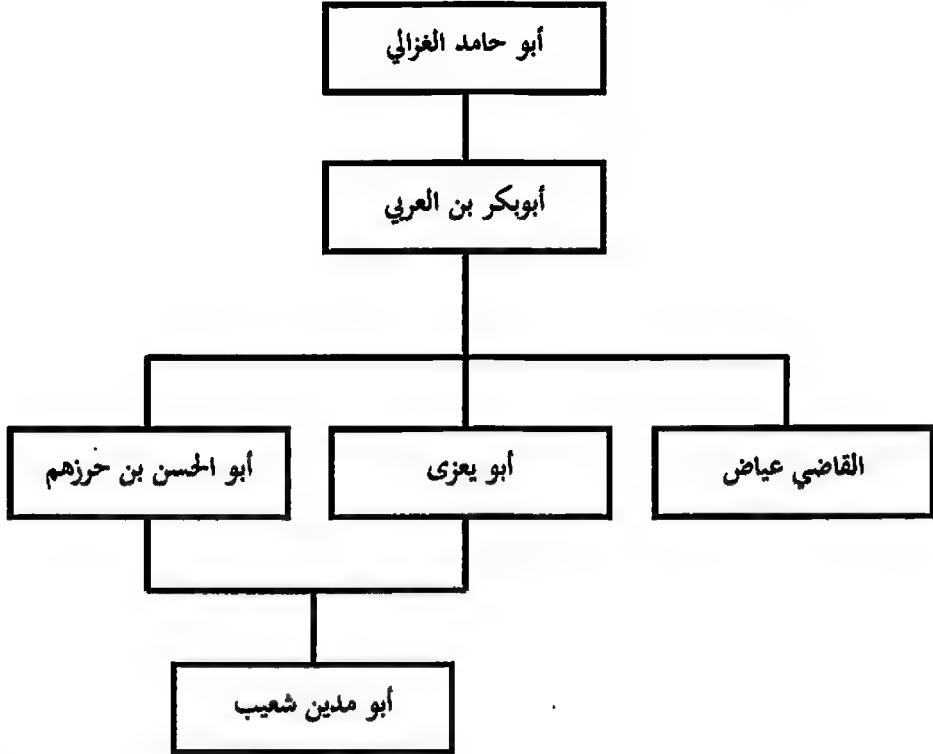 أبو حامد الغزالي
أبوبكر بن العربي
القاضي عياض
أبو يعزى
أبو الحسن بن حرزهم
أبو مدين شعيب